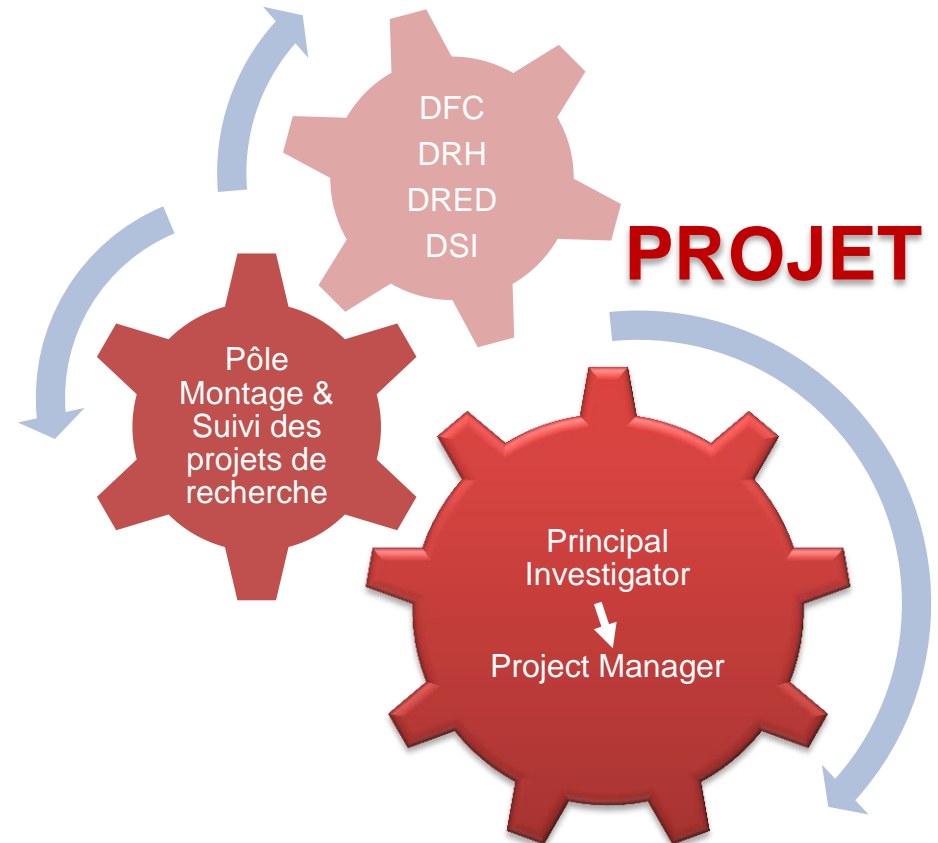 DFC
DRH
DRED
DSI
PROJET
Pôle
Montage &
Suivi des
projets de
recherche
Principal
Investigator
Project Manager